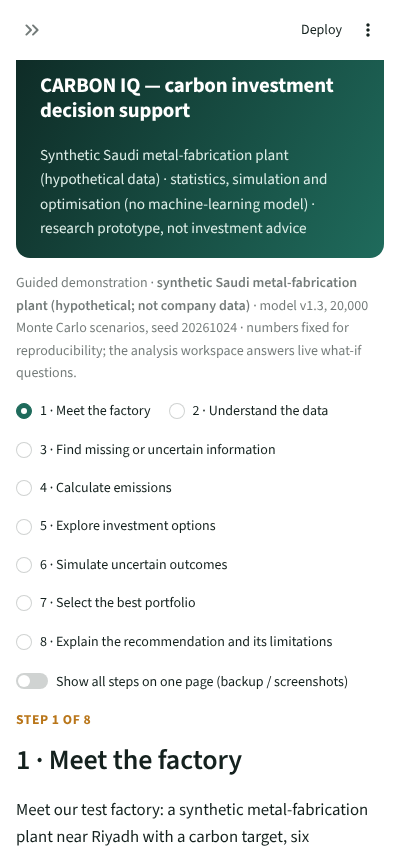 Deploy
CARBON IQ — carbon investment
decision support
Synthetic Saudi metal-fabrication plant
(hypothetical data) · statistics, simulation and
optimisation (no machine-learning model) ·
research prototype, not investment advice
Guided demonstration · synthetic Saudi metal-fabrication
plant (hypothetical; not company data) · model v1.3, 20,000
Monte Carlo scenarios, seed 20261024 · numbers fixed for
reproducibility; the analysis workspace answers live what-if
questions.
1 · Meet the factory 2 · Understand the data
3 · Find missing or uncertain information
4 · Calculate emissions
5 · Explore investment options
6 · Simulate uncertain outcomes
7 · Select the best portfolio
8 · Explain the recommendation and its limitations
Show all steps on one page (backup / screenshots)
STEP 1 OF 8
1 · Meet the factory
Meet our test factory: a synthetic metal-fabrication
plant near Riyadh with a carbon target, six